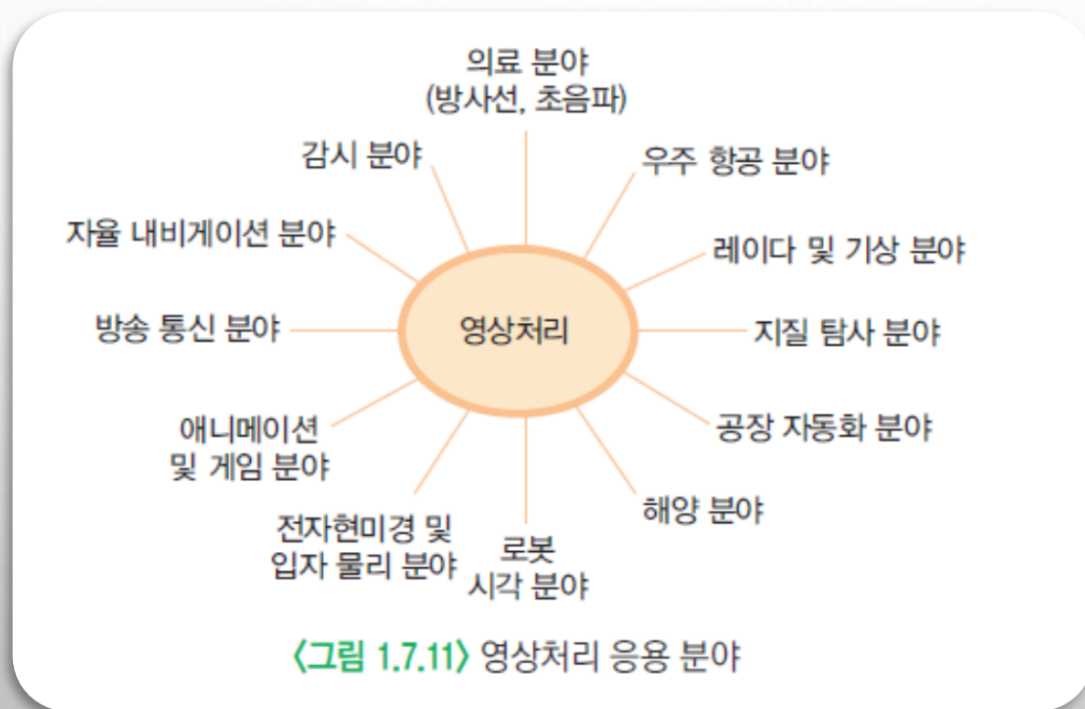 의료 분야
(방사선, 초음파)
감시 분야
우주 항공 분야
자율 내비게이션 분야
레이다 및 기상 분야
방송 통신 분야
영상처리
지질 탐사 분야
애니메이션
및 게임 분야
공장 자동화 분야
해양 분야
전자현미경 및
입자 물리 분야
로봇
시각 분야
〈그림 1.7.11〉 영상처리 응용 분야